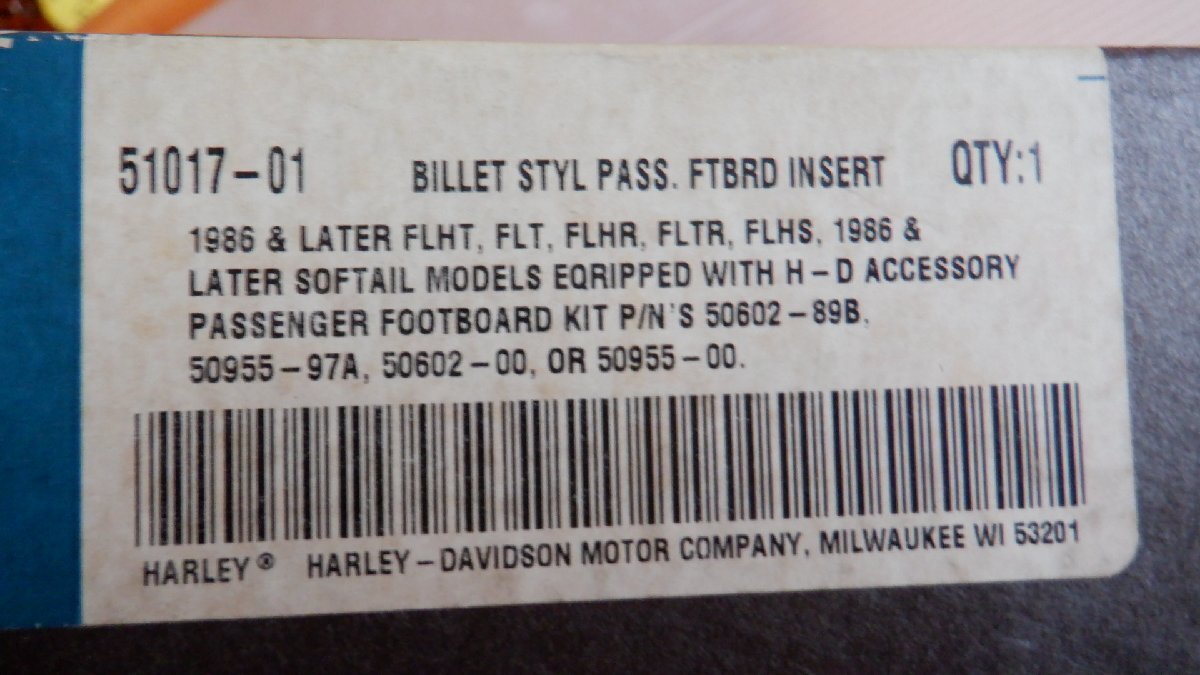 51017-01 BILLET STYL PASS. FTBRD INSERT QTY:1
1986 & LATER FLHT, FLT, FLHR, FLTR, FLHS, 1986 &
LATER SOFTAIL MODELS EQRIPPED WITH H-D ACCESSORY
PASSENGER FOOTBOARD KIT P/N'S 50602-89B,
50955-97A, 50602-00, OR 50955-00.
HARLEY® HARLEY-DAVIDSON MOTOR COMPANY, MILWAUKEE WI 53201